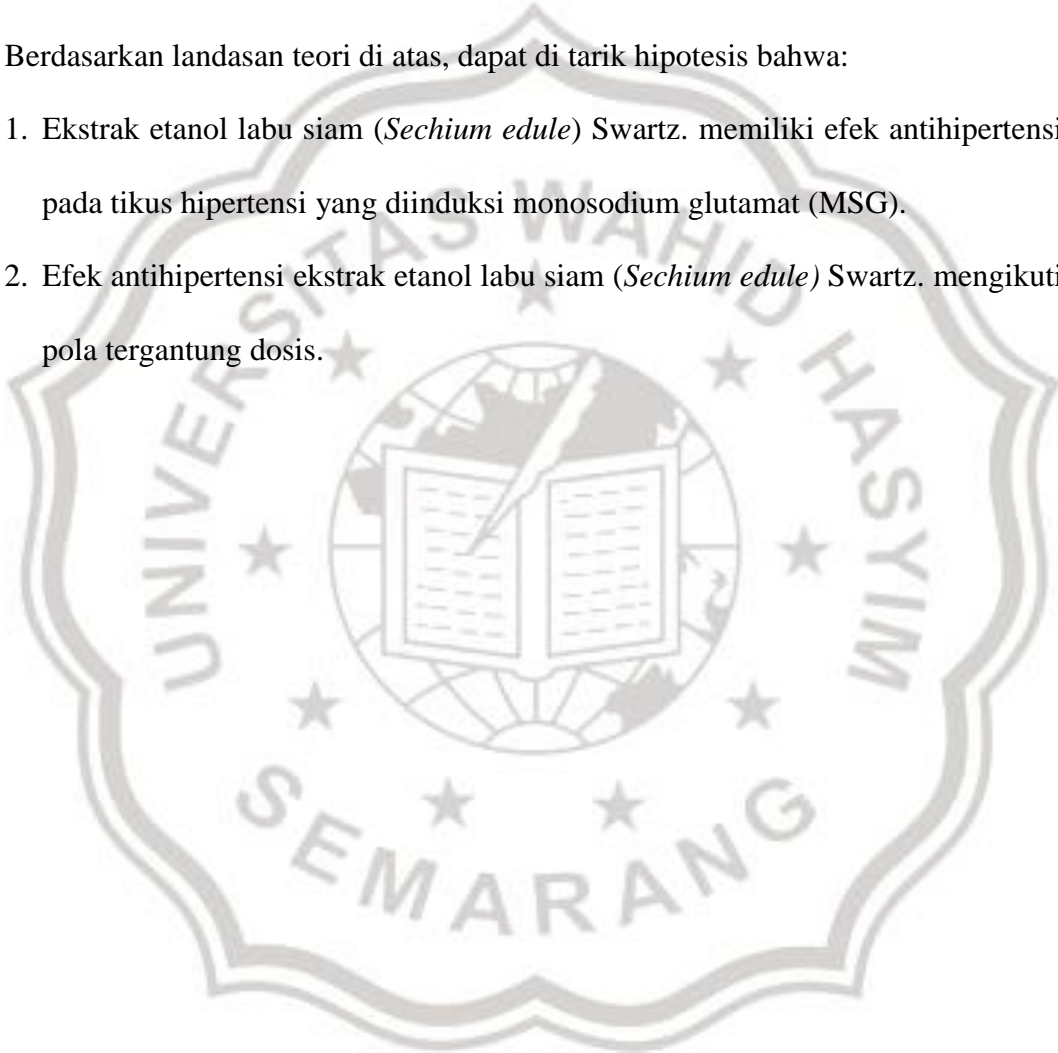 Berdasarkan landasan teori di atas, dapat di tarik hipotesis bahwa:
1. Ekstrak etanol labu siam (Sechium edule) Swartz. memiliki efek antihipertensi
pada tikus hipertensi yang diinduksi monosodium glutamat (MSG).
2. Efek antihipertensi ekstrak etanol labu siam (Sechium edule) Swartz. mengikuti
pola tergantung dosis.
UNIVERSITAS WAHID HASYIM
SEMARANG